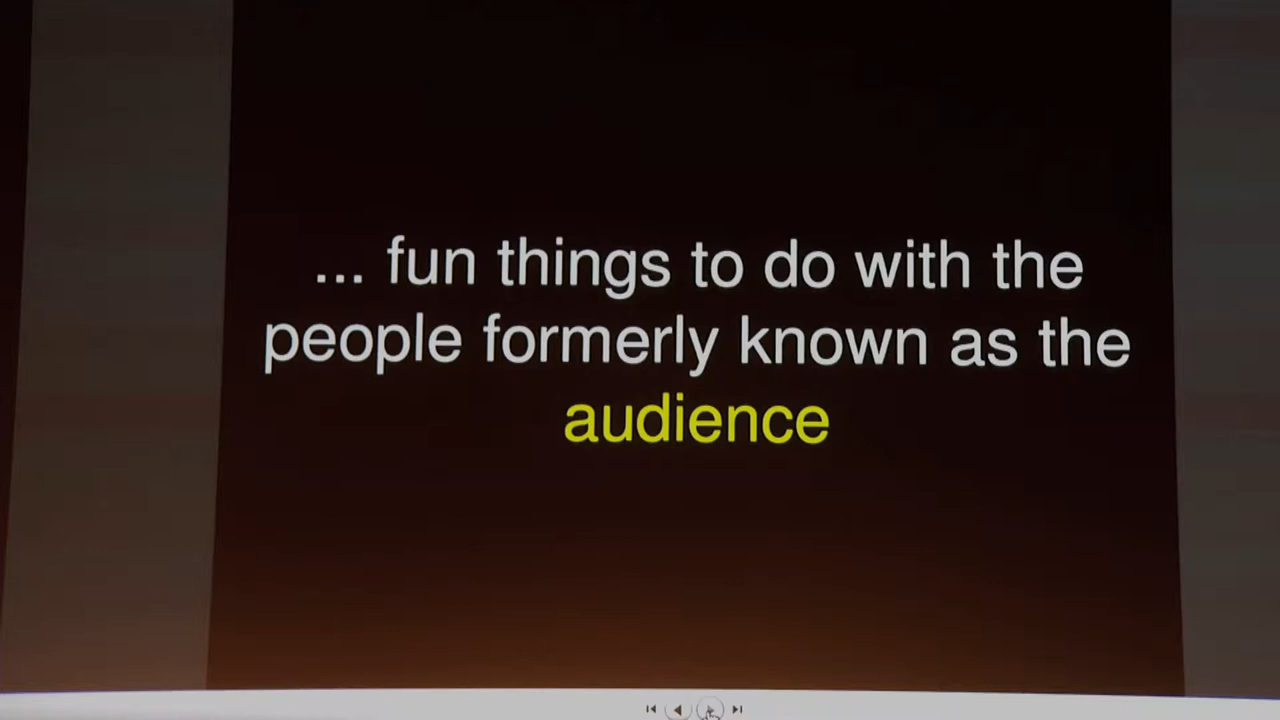 ... fun things to do with the
people formerly known as the
audience